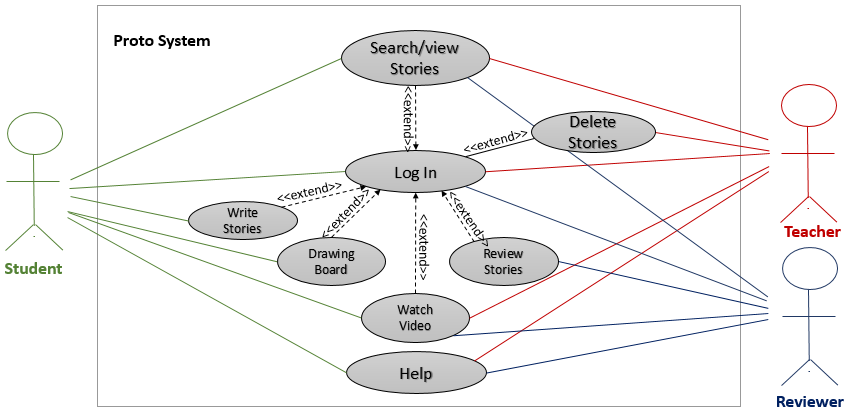 Proto System
Search/view
Stories
<<extend>>
Delete
Stories
<<extend>>
Log In
<<extend>>
Write
Stories
<<extend>>
Drawing
Board
<<extend>>
<<extend>>
Review
Stories
Watch
Video
Help
Student
Teacher
Reviewer